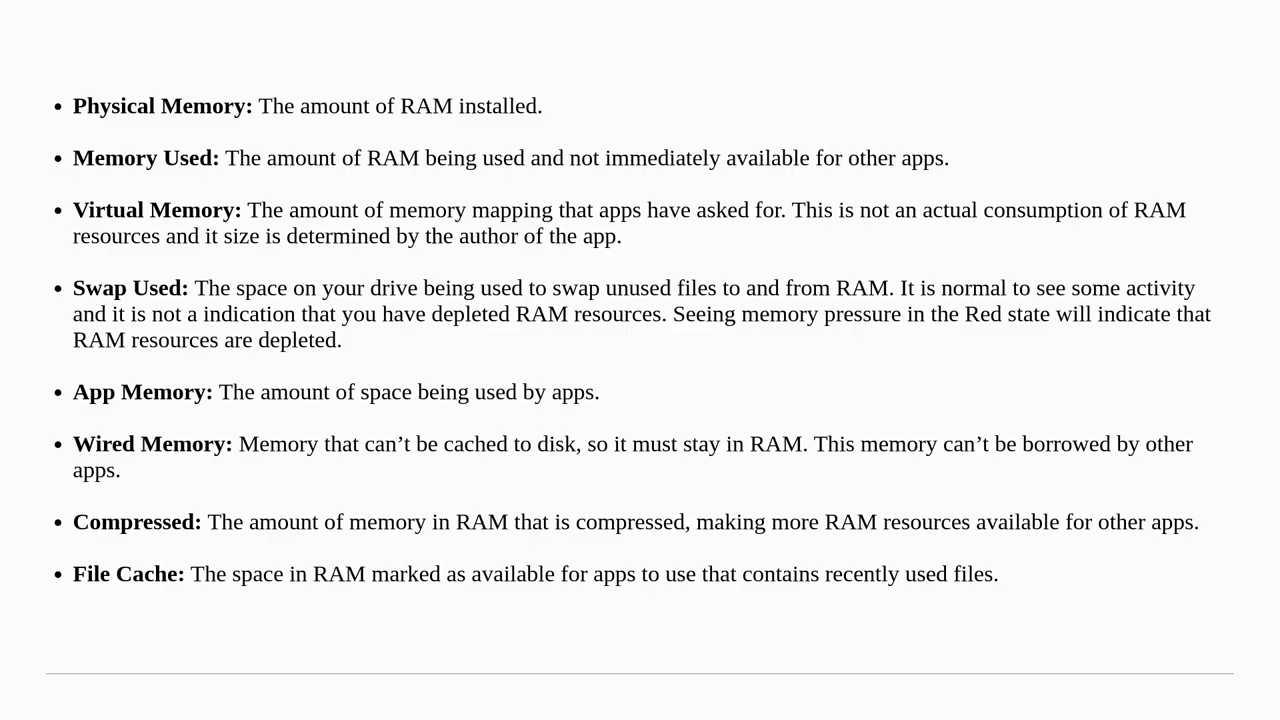 • Physical Memory: The amount of RAM installed.
• Memory Used: The amount of RAM being used and not immediately available for other apps.
• Virtual Memory: The amount of memory mapping that apps have asked for. This is not an actual consumption of RAM
resources and it size is determined by the author of the app.
• Swap Used: The space on your drive being used to swap unused files to and from RAM. It is normal to see some activity
and it is not a indication that you have depleted RAM resources. Seeing memory pressure in the Red state will indicate that
RAM resources are depleted.
• App Memory: The amount of space being used by apps.
• Wired Memory: Memory that can’t be cached to disk, so it must stay in RAM. This memory can’t be borrowed by other
apps.
• Compressed: The amount of memory in RAM that is compressed, making more RAM resources available for other apps.
• File Cache: The space in RAM marked as available for apps to use that contains recently used files.